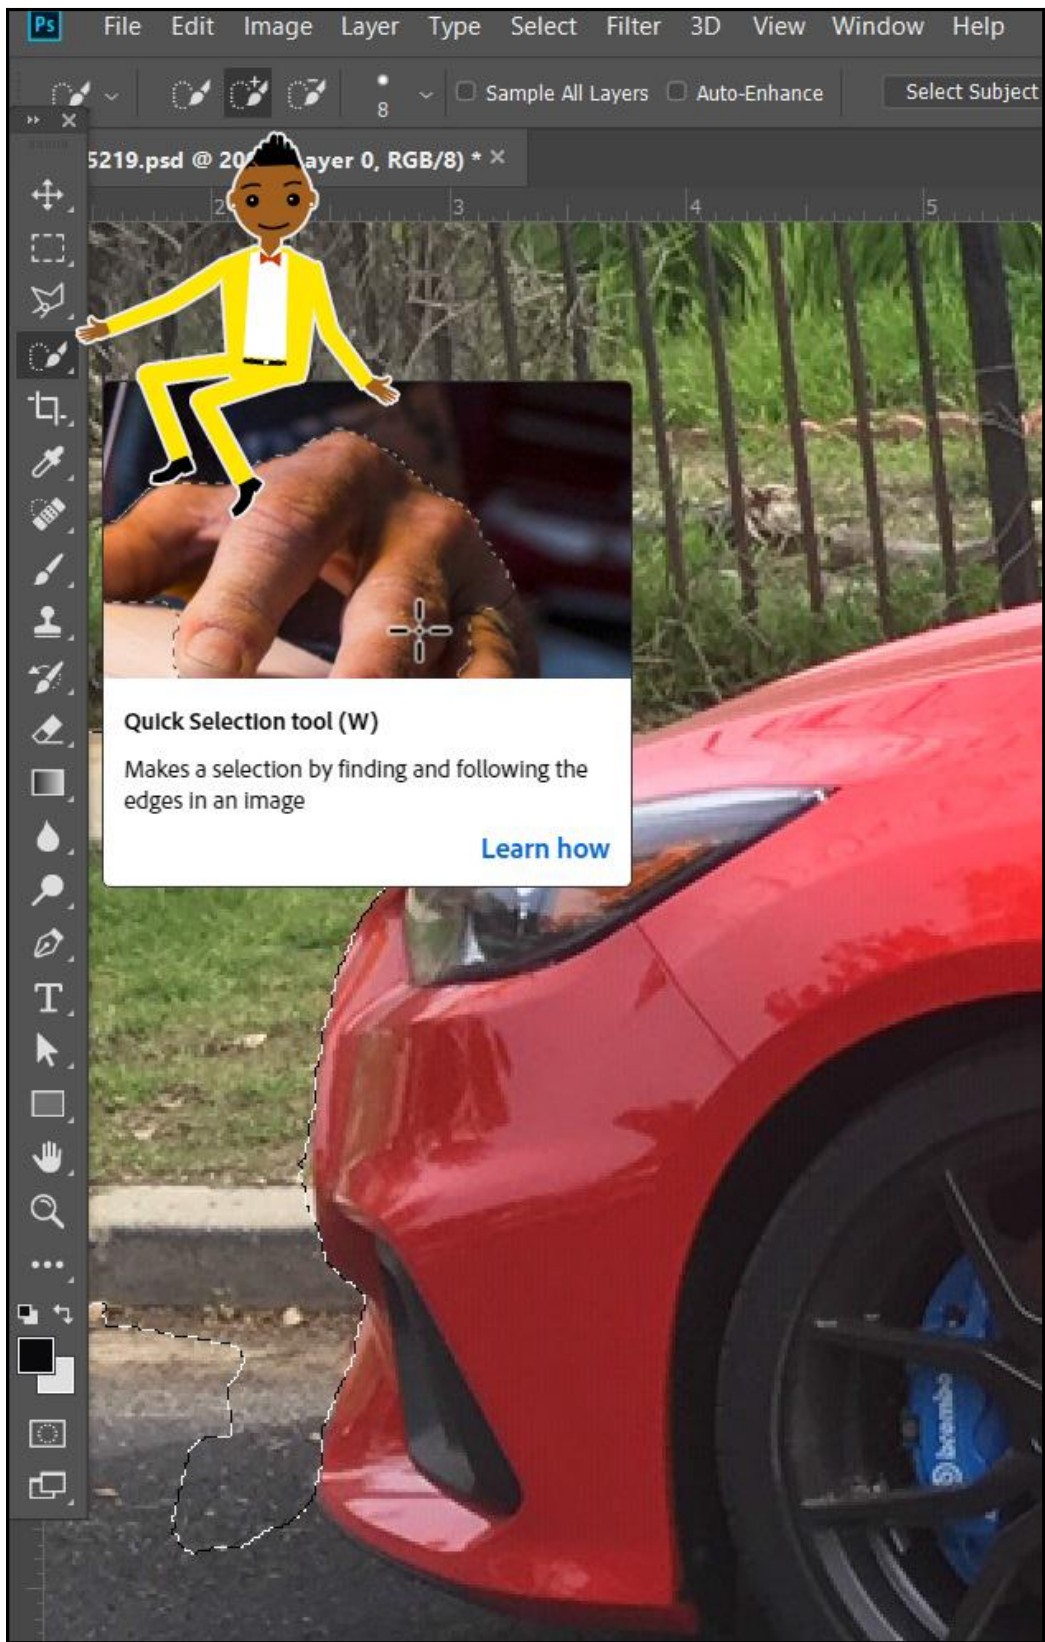 Ps File Edit Image Layer Type Select Filter 3D View Window Help
8 Sample All Layers Auto-Enhance Select Subject
5219.psd @ 20 ayer 0, RGB/8) * ×
2 3 4 5
Quick Selection tool (W)
Makes a selection by finding and following the
edges in an image
Learn how
T
brembo